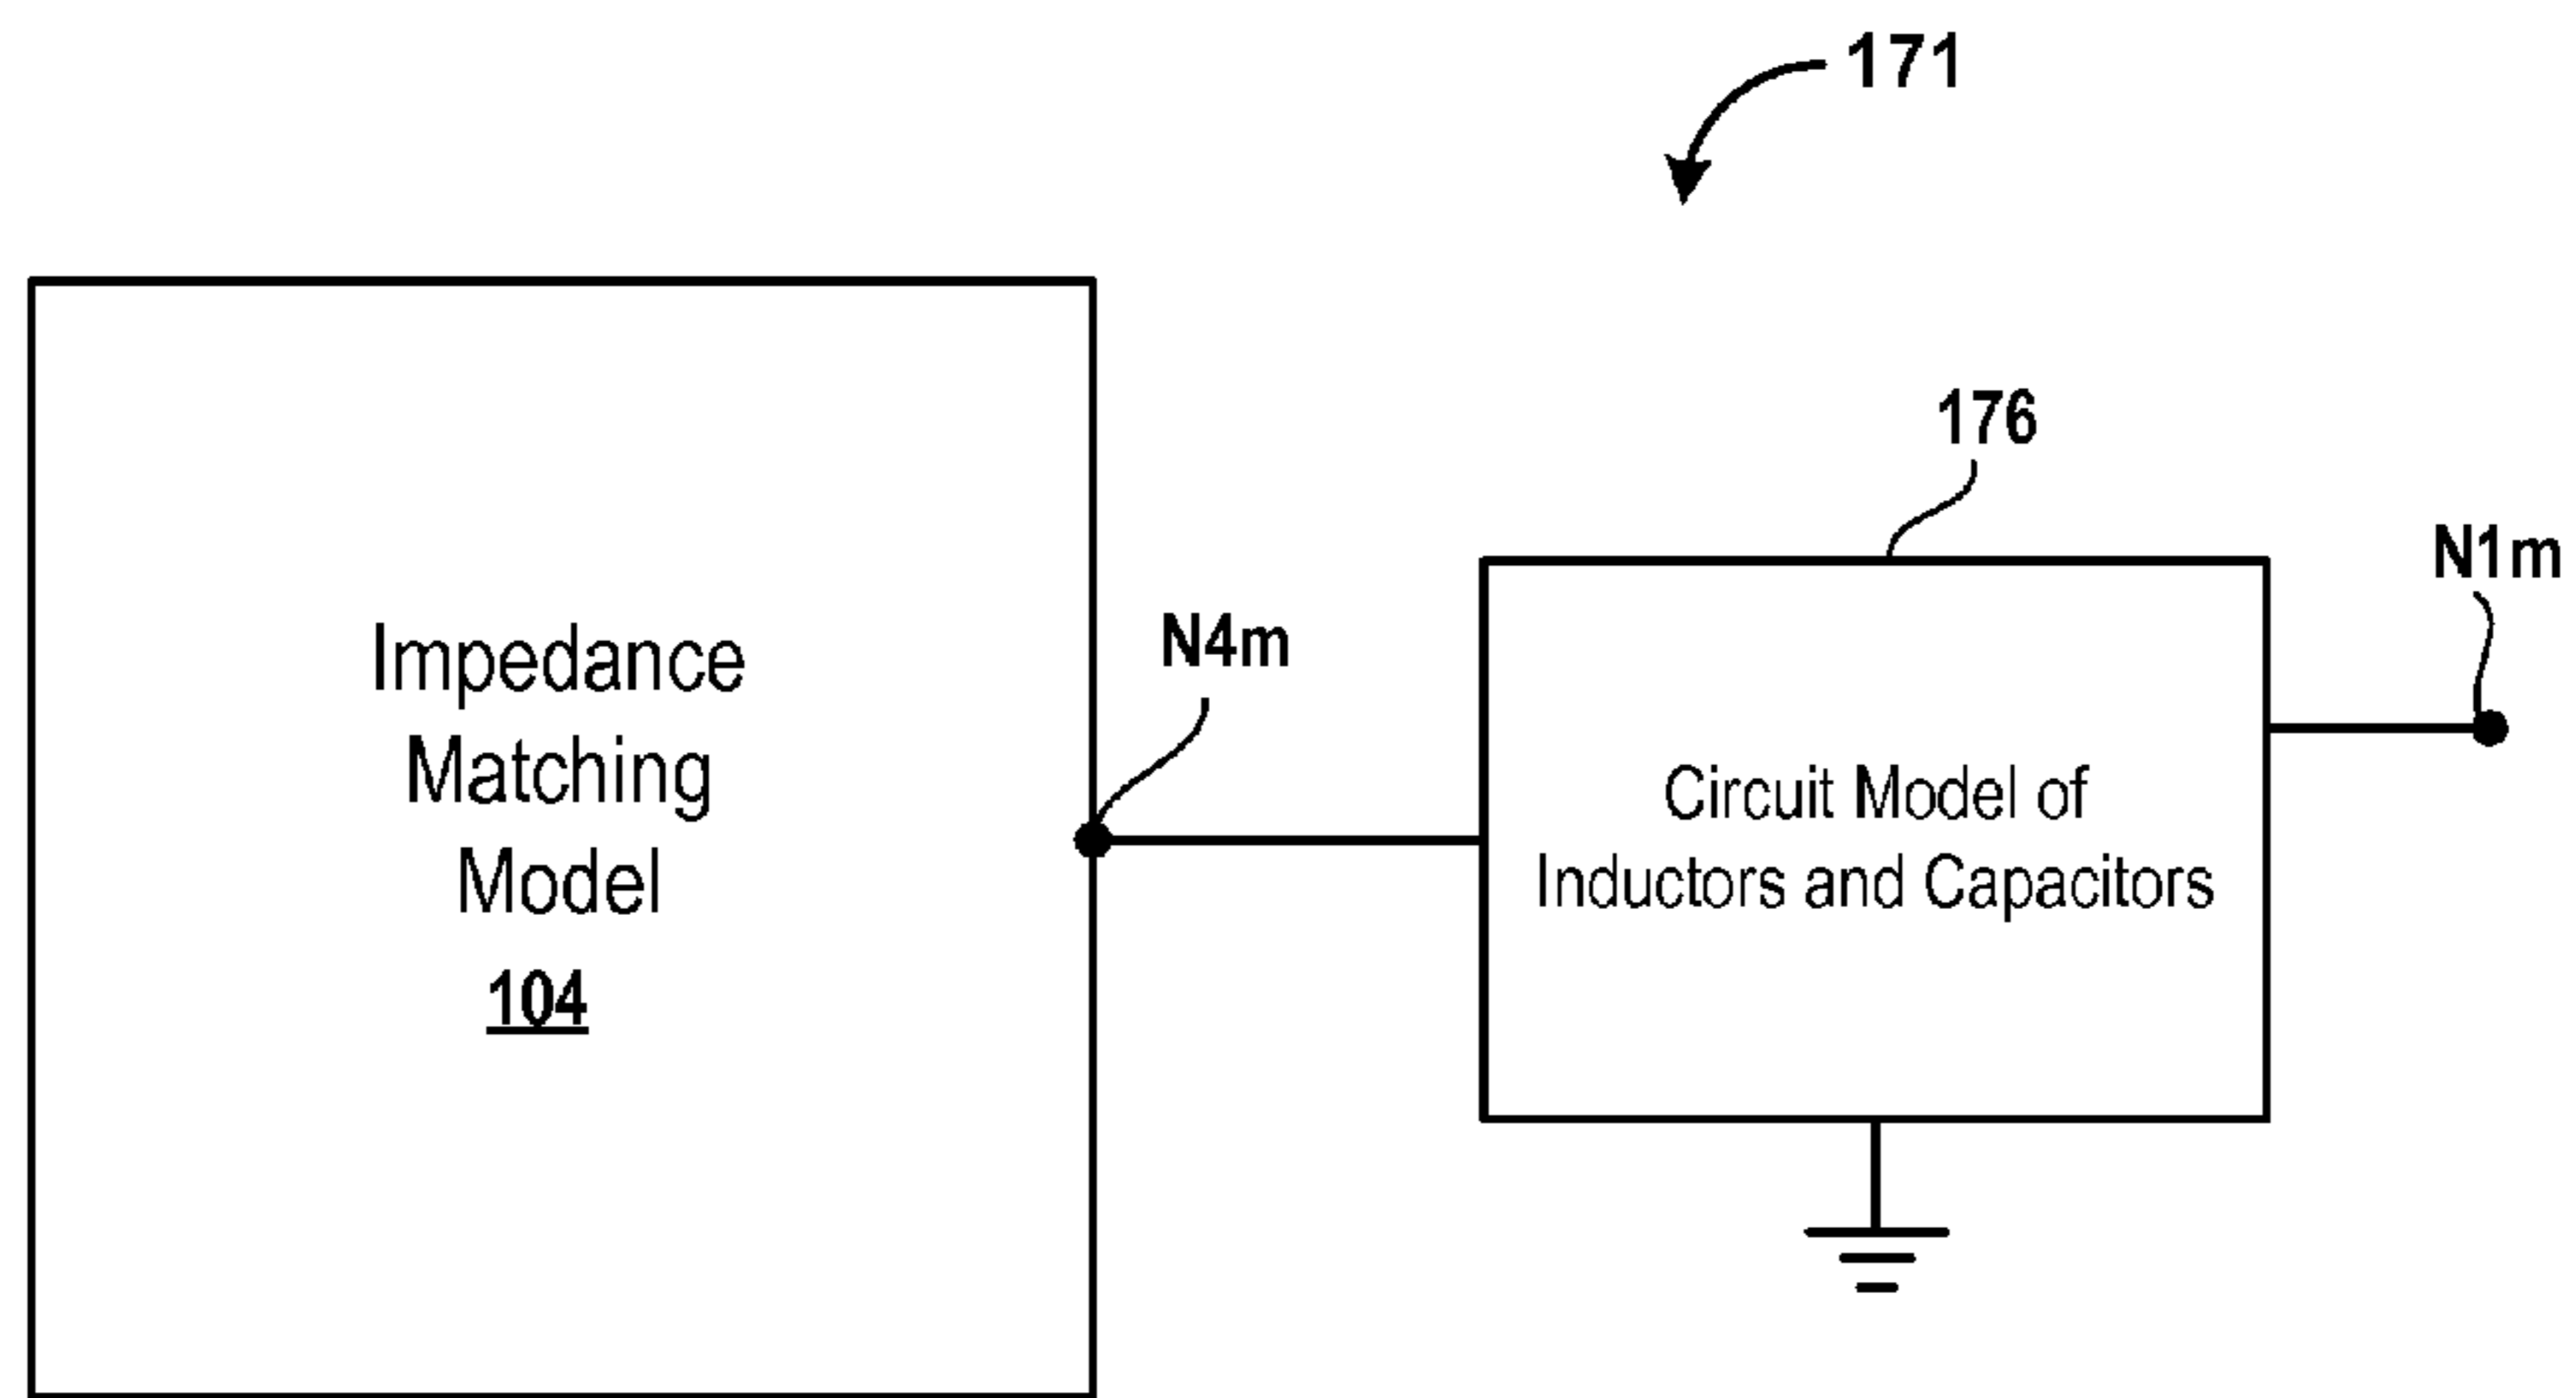 171
176
N1m
N4m
Impedance
Matching
Model
104
Circuit Model of
Inductors and Capacitors